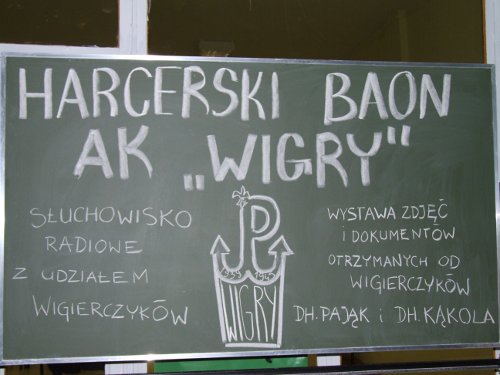 HARCERSKI BAON
AK „WIGRY"
SŁUCHOWISKO
RADIOWE
Z UDZIAŁEM
WIGIERCZYKÓW
WIGRY
WYSTAWA ZDJĘĆ
I DOKUMENTÓW
OTRZYMANYCH OD
WIGIERCZYKÓW
DH. PAJĄK i DH. KĄKOLA